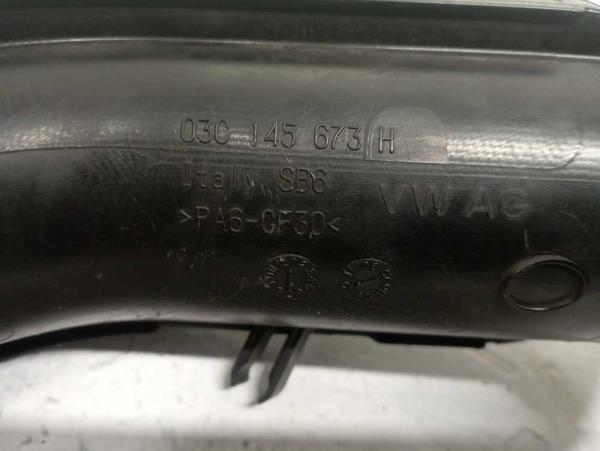 03C 145 673 H
Italy SB6
VW AG
>PA6-GF30<